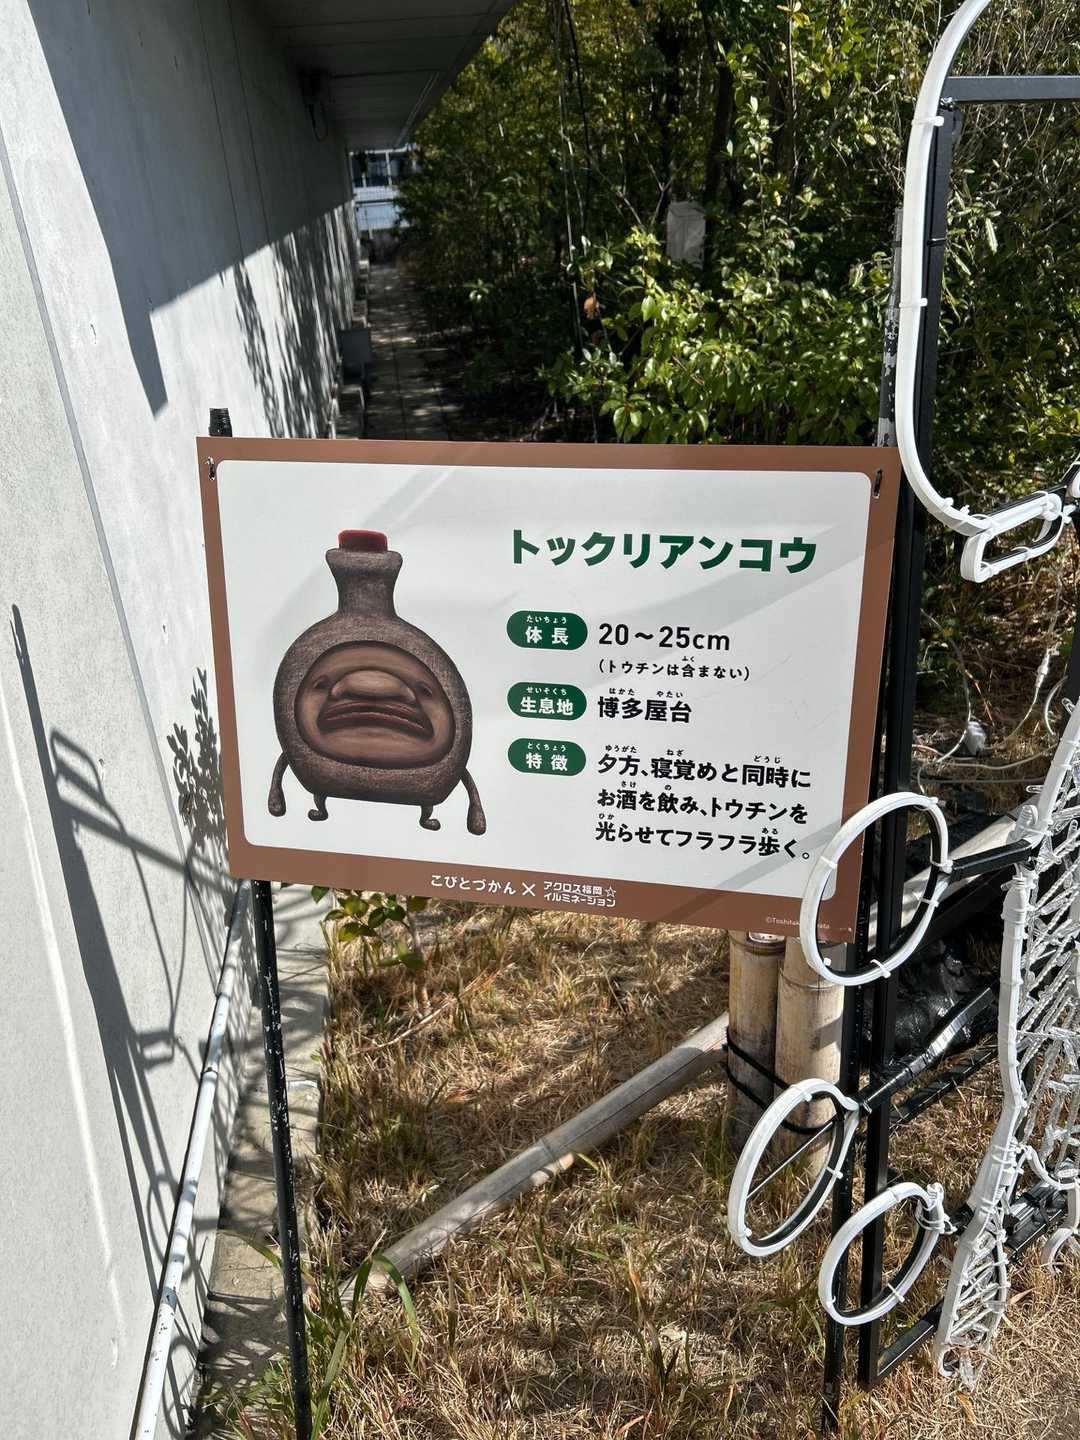 トックリアンコウ
たいちょう
体長 20～25cm
ふく
（トウチンは含まない）
せいそくち はかた やたい
生息地 博多屋台
とくちょう ゆうがた ねざ どうじ
特徴 夕方、寝覚めと同時に
さけ の
お酒を飲み、トウチンを
ひか ある
光らせてフラフラ歩く。
こびとづかん×アクロス福岡☆
イルミネーション